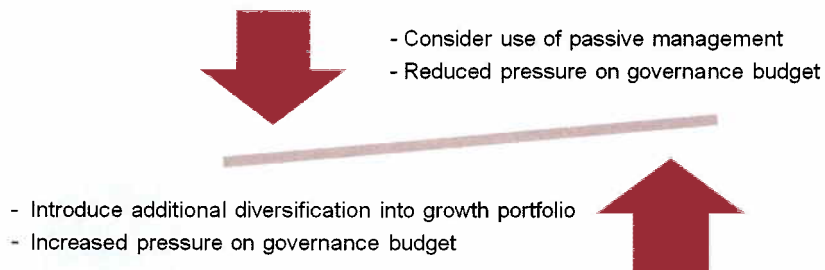 - Consider use of passive management
- Reduced pressure on governance budget
- Introduce additional diversification into growth portfolio
- Increased pressure on governance budget